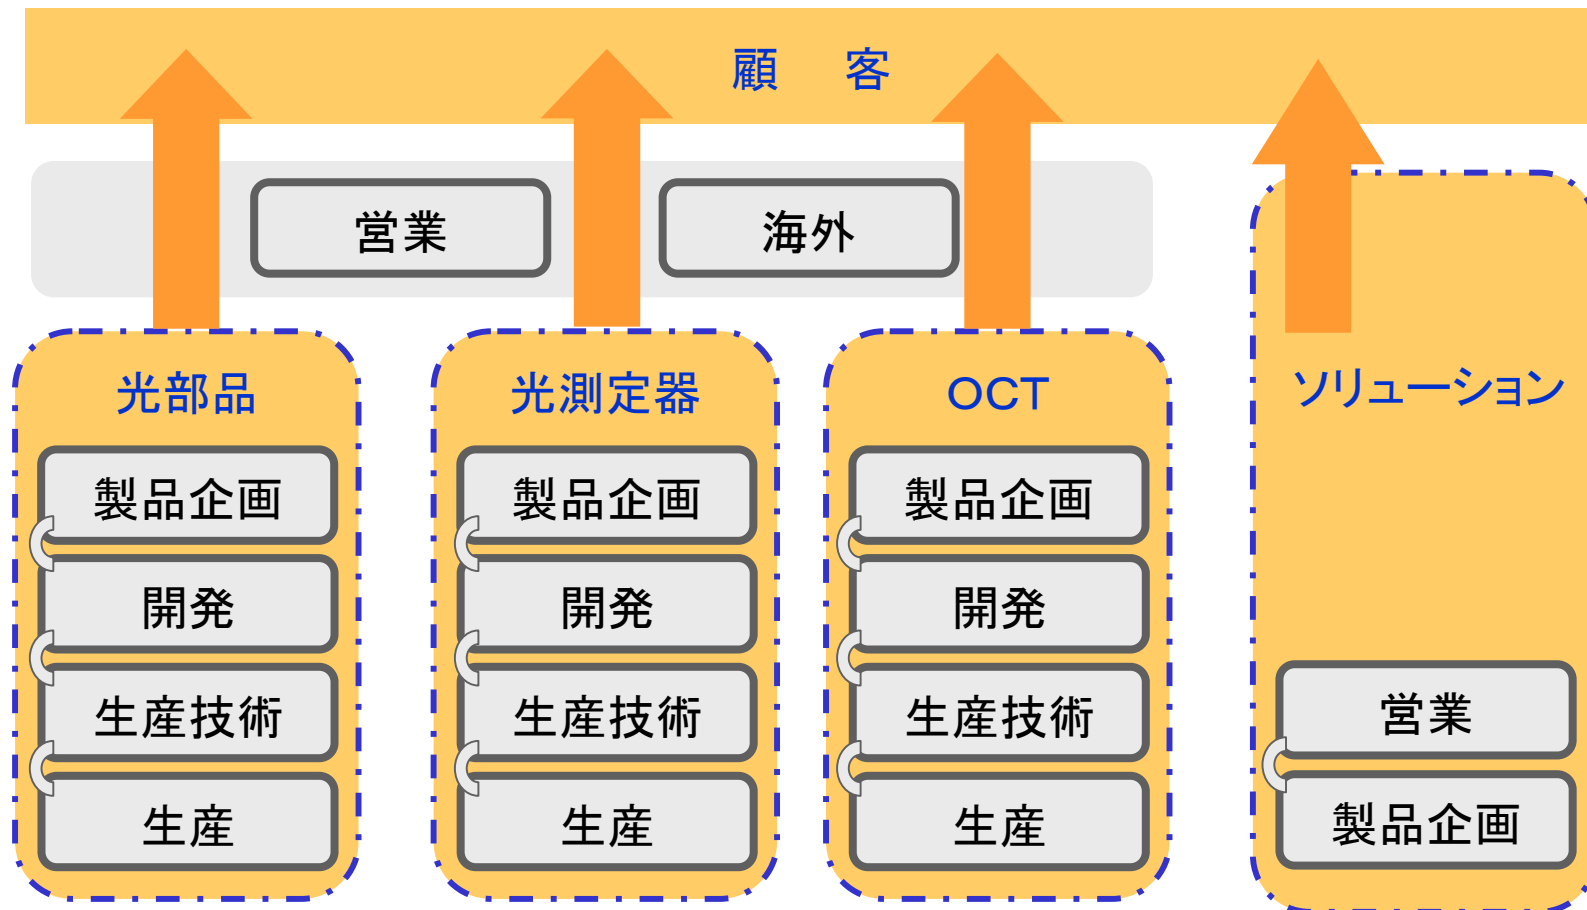 顧　客
営業
海外
光部品
製品企画
開発
生産技術
生産
光測定器
製品企画
開発
生産技術
生産
OCT
製品企画
開発
生産技術
生産
ソリューション
営業
製品企画